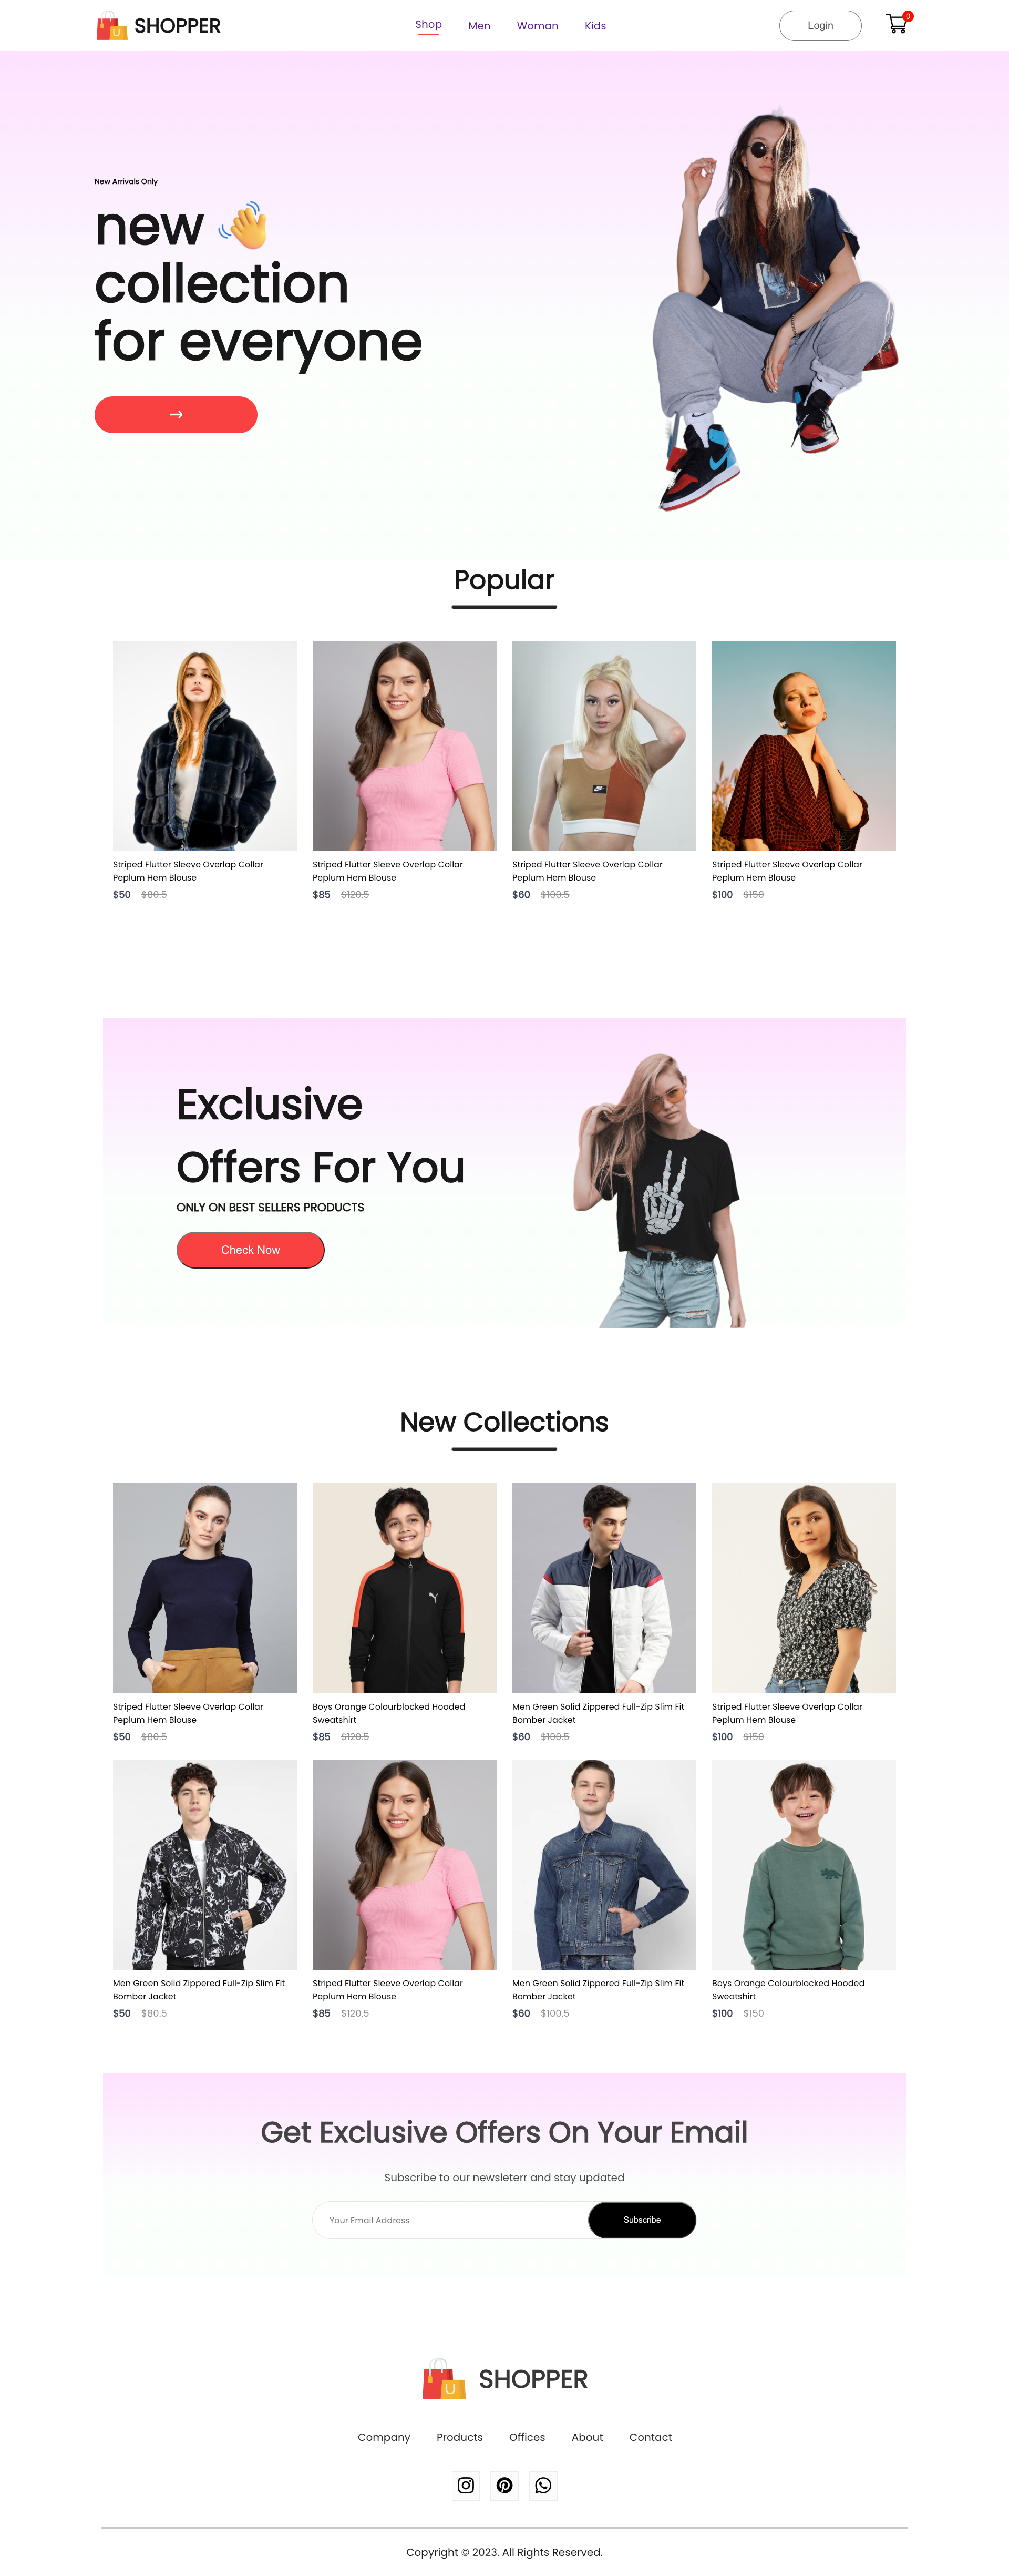 SHOPPER
Shop
Men
Woman
Kids
Login
0
New Arrivals Only
new
collection
for everyone
→
Popular
Striped Flutter Sleeve Overlap Collar
Peplum Hem Blouse
$50 $80.5
Striped Flutter Sleeve Overlap Collar
Peplum Hem Blouse
$85 $120.5
Striped Flutter Sleeve Overlap Collar
Peplum Hem Blouse
$60 $100.5
Striped Flutter Sleeve Overlap Collar
Peplum Hem Blouse
$100 $150
Exclusive
Offers For You
ONLY ON BEST SELLERS PRODUCTS
Check Now
New Collections
Striped Flutter Sleeve Overlap Collar
Peplum Hem Blouse
$50 $80.5
Boys Orange Colourblocked Hooded
Sweatshirt
$85 $120.5
Men Green Solid Zippered Full-Zip Slim Fit
Bomber Jacket
$60 $100.5
Striped Flutter Sleeve Overlap Collar
Peplum Hem Blouse
$100 $150
Men Green Solid Zippered Full-Zip Slim Fit
Bomber Jacket
$50 $80.5
Striped Flutter Sleeve Overlap Collar
Peplum Hem Blouse
$85 $120.5
Men Green Solid Zippered Full-Zip Slim Fit
Bomber Jacket
$60 $100.5
Boys Orange Colourblocked Hooded
Sweatshirt
$100 $150
Get Exclusive Offers On Your Email
Subscribe to our newsleterr and stay updated
Your Email Address
Subscribe
U
SHOPPER
Company
Products
Offices
About
Contact
Copyright © 2023. All Rights Reserved.